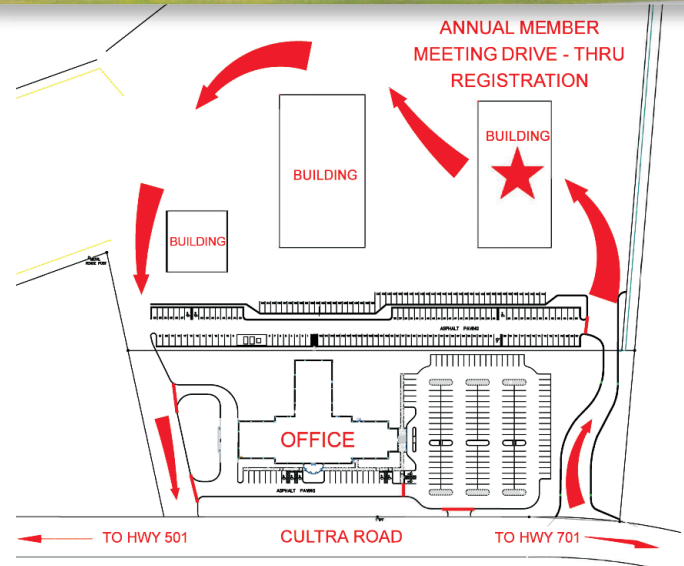 ANNUAL MEMBER
MEETING DRIVE - THRU
REGISTRATION
BUILDING
BUILDING
BUILDING
ASPHALT PAVING
OFFICE
ASPHALT PAVING
TO HWY 501
CULTRA ROAD
TO HWY 701